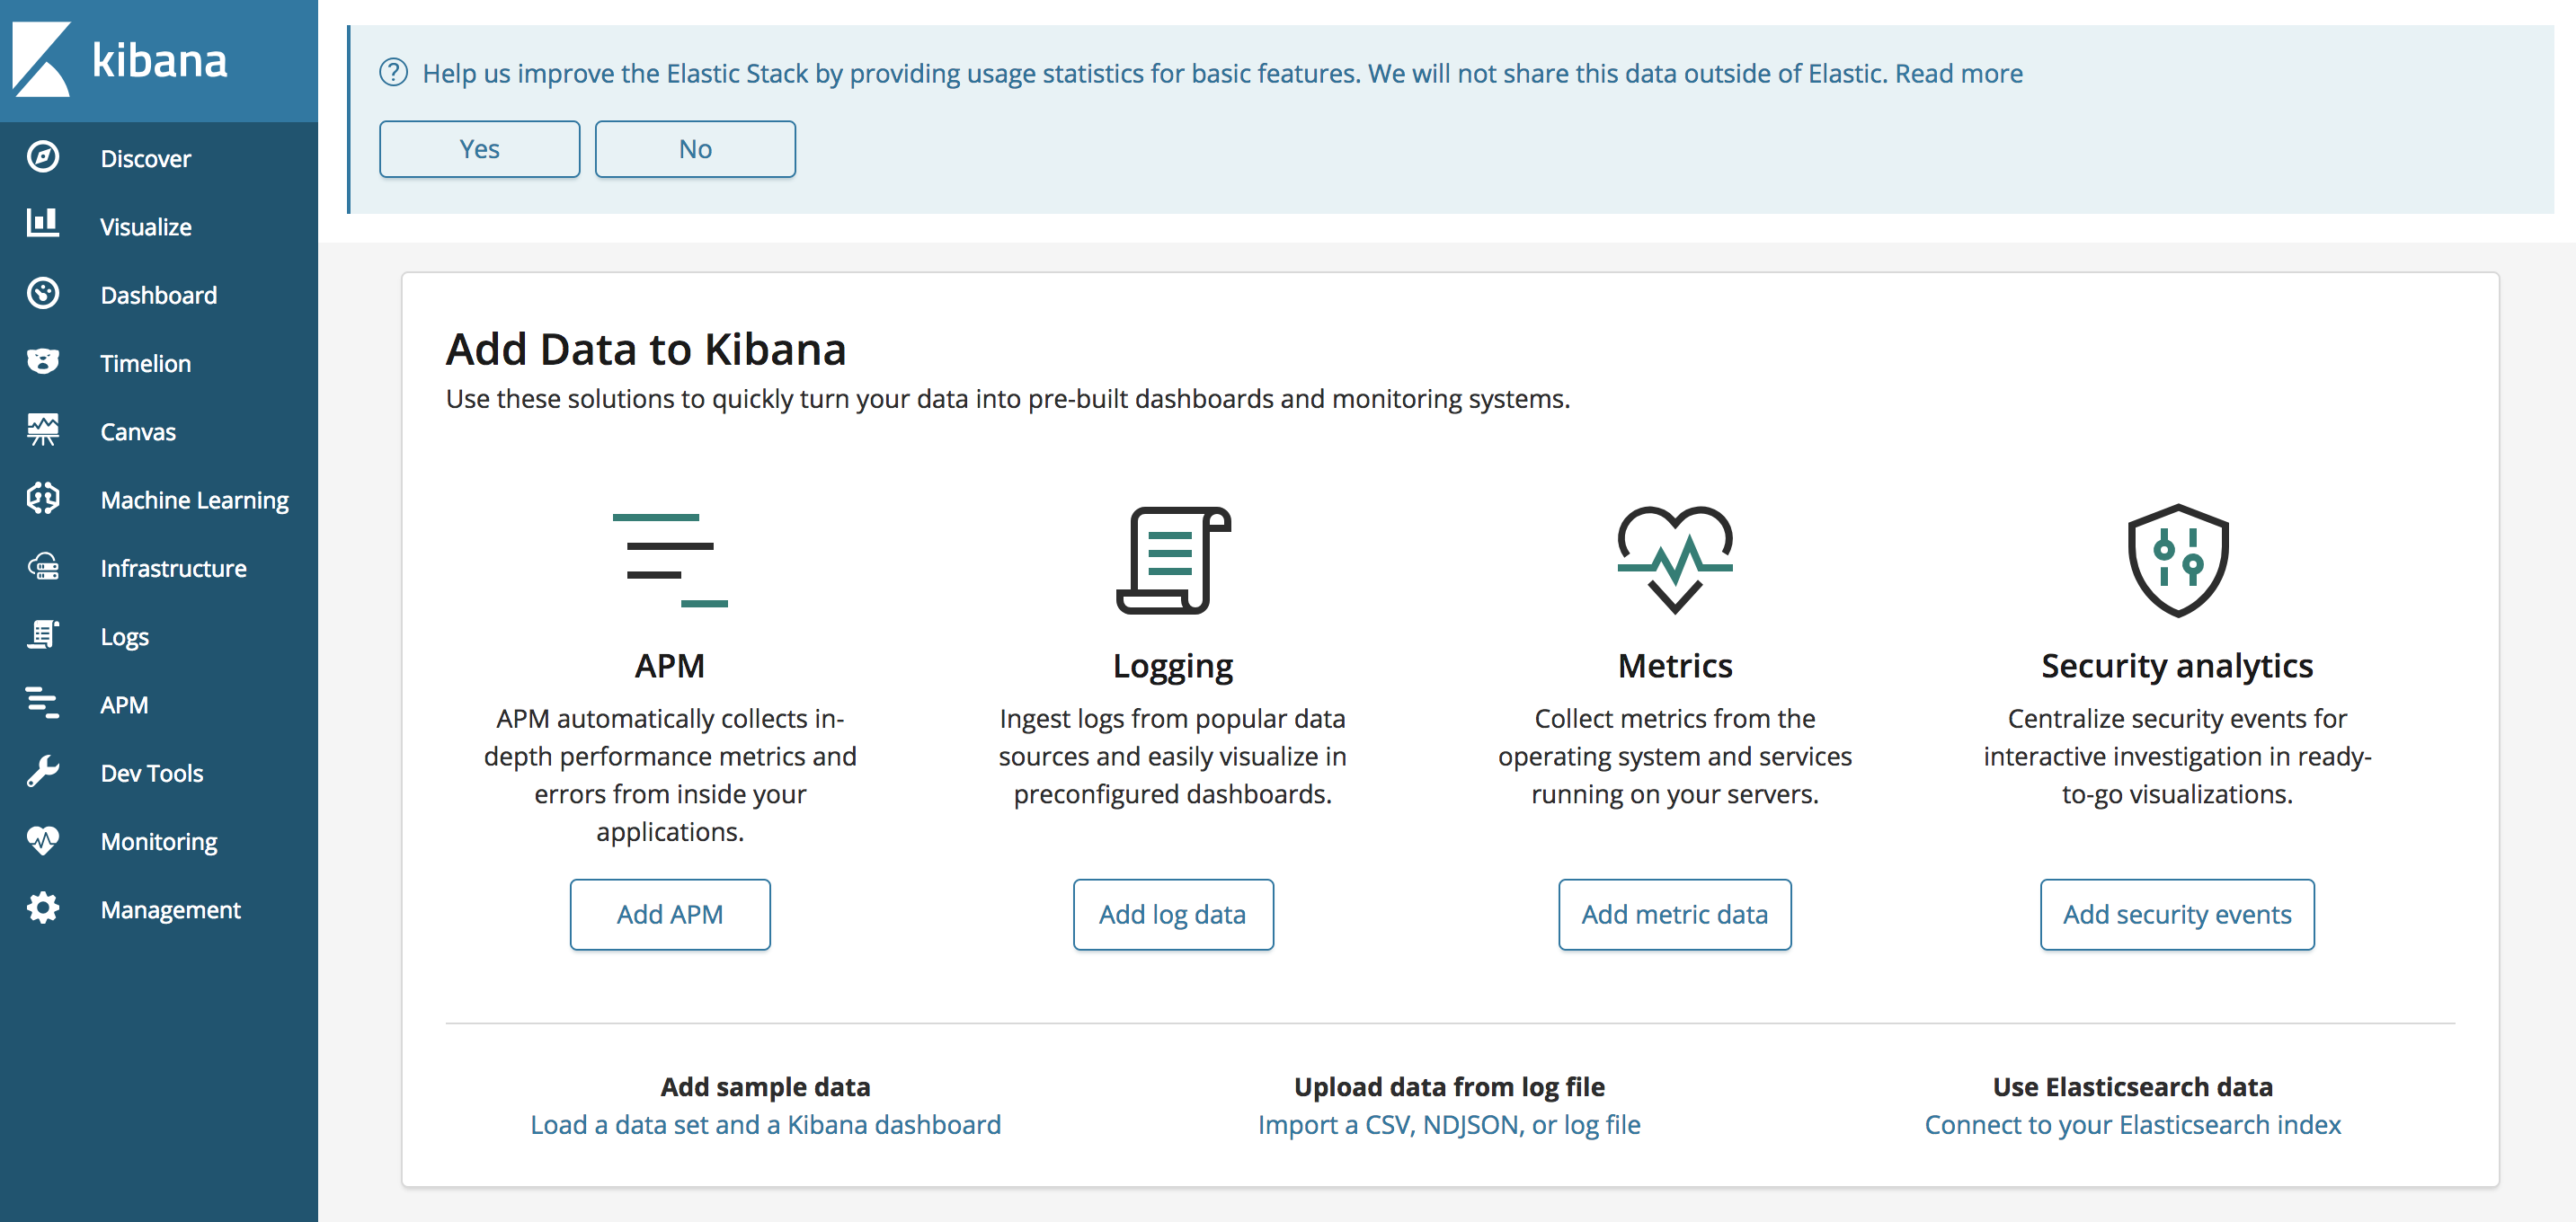 kibana
Discover
Visualize
Dashboard
Timelion
Canvas
Machine Learning
Infrastructure
Logs
APM
Dev Tools
Monitoring
Management
Help us improve the Elastic Stack by providing usage statistics for basic features. We will not share this data outside of Elastic. Read more
Yes
No
Add Data to Kibana
Use these solutions to quickly turn your data into pre-built dashboards and monitoring systems.
APM
APM automatically collects in-
depth performance metrics and
errors from inside your
applications.
Add APM
Logging
Ingest logs from popular data
sources and easily visualize in
preconfigured dashboards.
Add log data
Metrics
Collect metrics from the
operating system and services
running on your servers.
Add metric data
Security analytics
Centralize security events for
interactive investigation in ready-
to-go visualizations.
Add security events
Add sample data
Load a data set and a Kibana dashboard
Upload data from log file
Import a CSV, NDJSON, or log file
Use Elasticsearch data
Connect to your Elasticsearch index